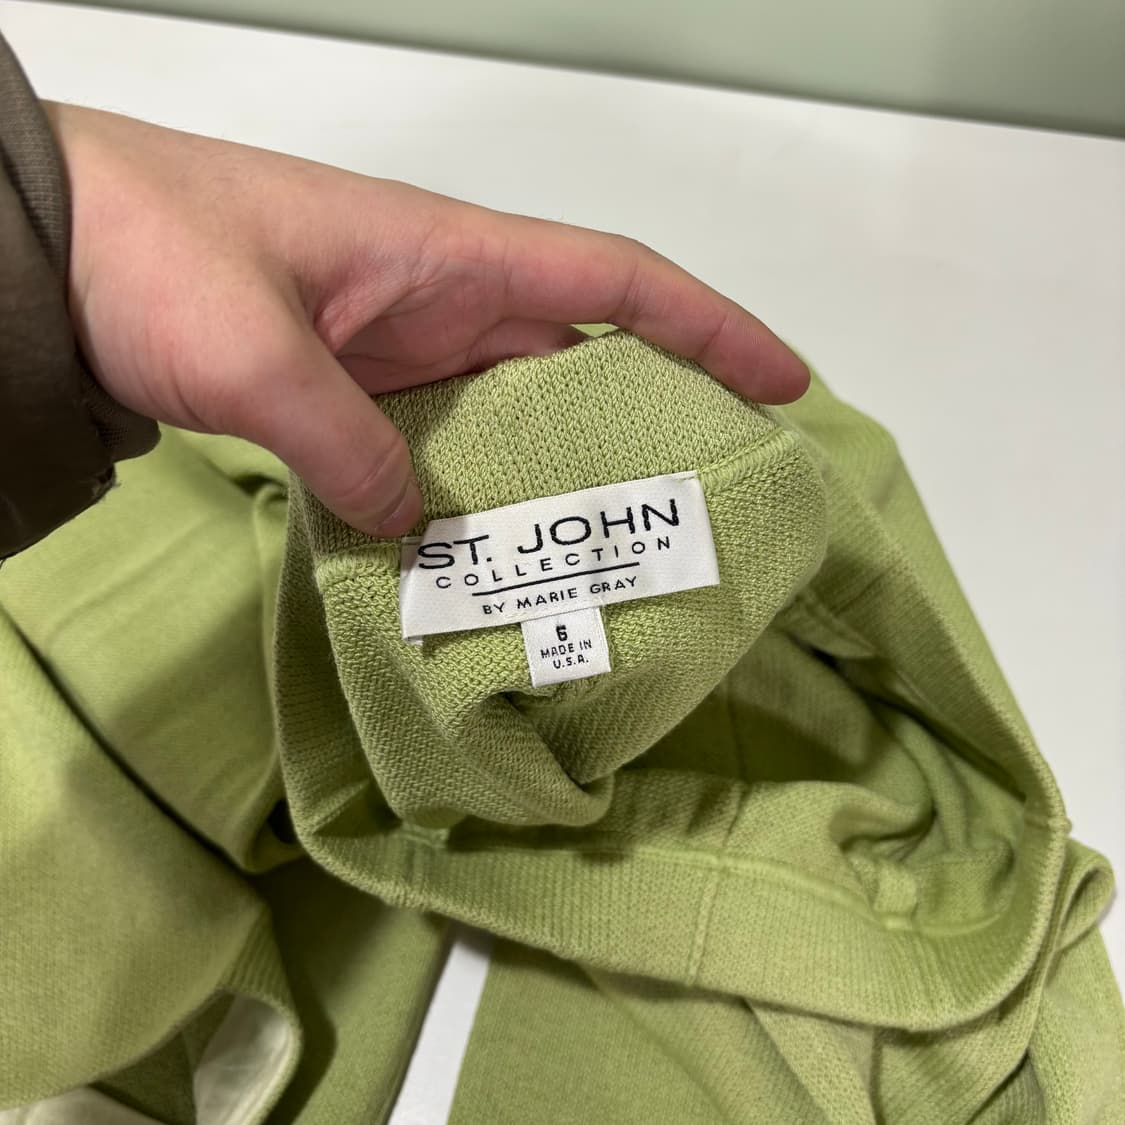 ST. JOHN
COLLECTION
BY MARIE GRAY
6
MADE IN
U.S.A.